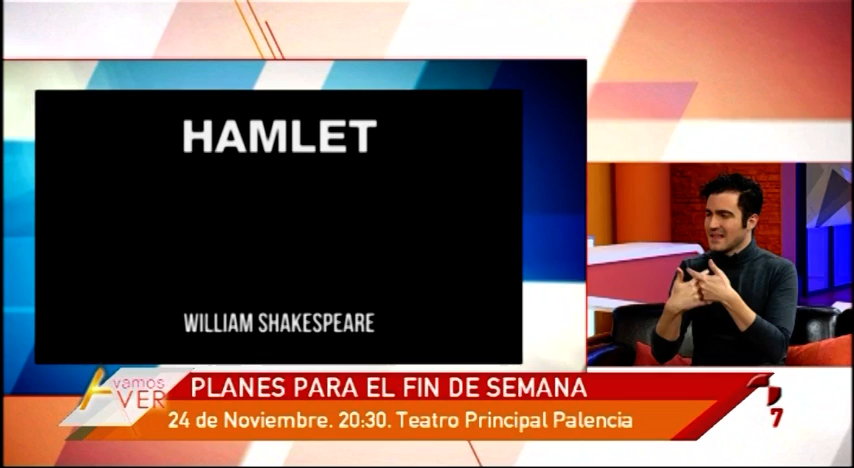 HAMLET
WILLIAM SHAKESPEARE
vamos
A VER
PLANES PARA EL FIN DE SEMANA
24 de Noviembre. 20:30. Teatro Principal Palencia
7